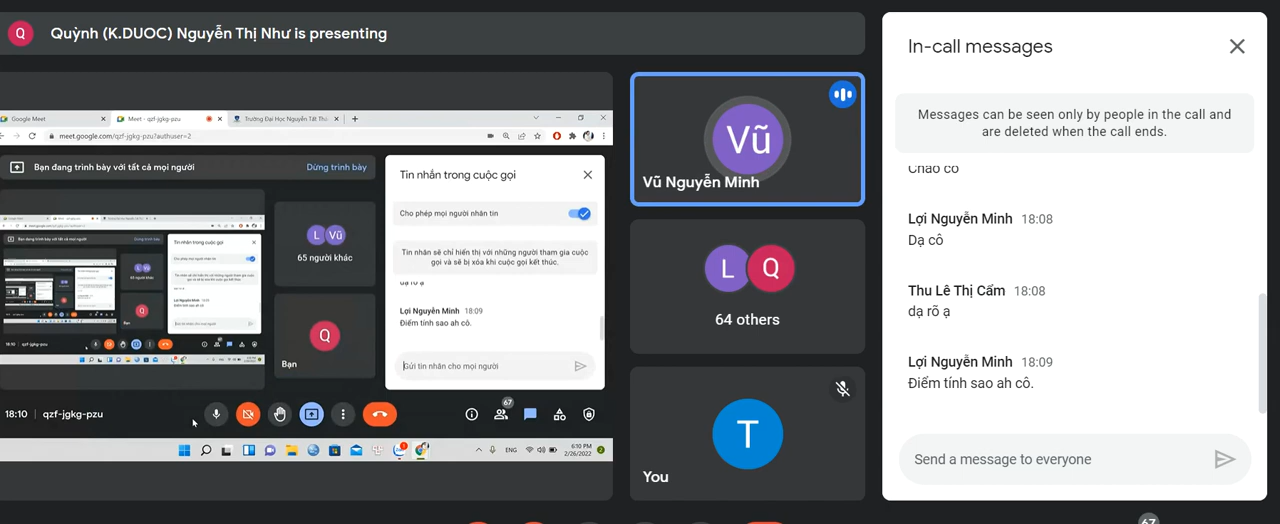 Q
Quỳnh (K.DUOC) Nguyễn Thị Như is presenting
Google Meet
Meet - qzf-jgkg-pzu
Trường Đại Học Nguyễn Tất Th
meet.google.com/qzf-jgkg-pzu?authuser=2
Bạn đang trình bày với tất cả mọi người
Dừng trình bày
Tin nhắn trong cuộc gọi
Cho phép mọi người nhắn tin
Tin nhắn sẽ chỉ hiển thị với những người tham gia cuộc
gọi và sẽ bị xóa khi cuộc gọi kết thúc.
dạ rõ ạ
Lợi Nguyễn Minh 18:09
Điểm tính sao ah cô.
Gửi tin nhắn cho mọi người
L Vũ
65 người khác
Q
Bạn
18:10 | qzf-jgkg-pzu
67
ENG
6:10 PM
2/26/2022
2
Vũ
Vũ Nguyễn Minh
L Q
64 others
T
You
In-call messages
Messages can be seen only by people in the call and
are deleted when the call ends.
Chào cô
Lợi Nguyễn Minh 18:08
Dạ cô
Thu Lê Thị Cẩm 18:08
dạ rõ ạ
Lợi Nguyễn Minh 18:09
Điểm tính sao ah cô.
Send a message to everyone
67